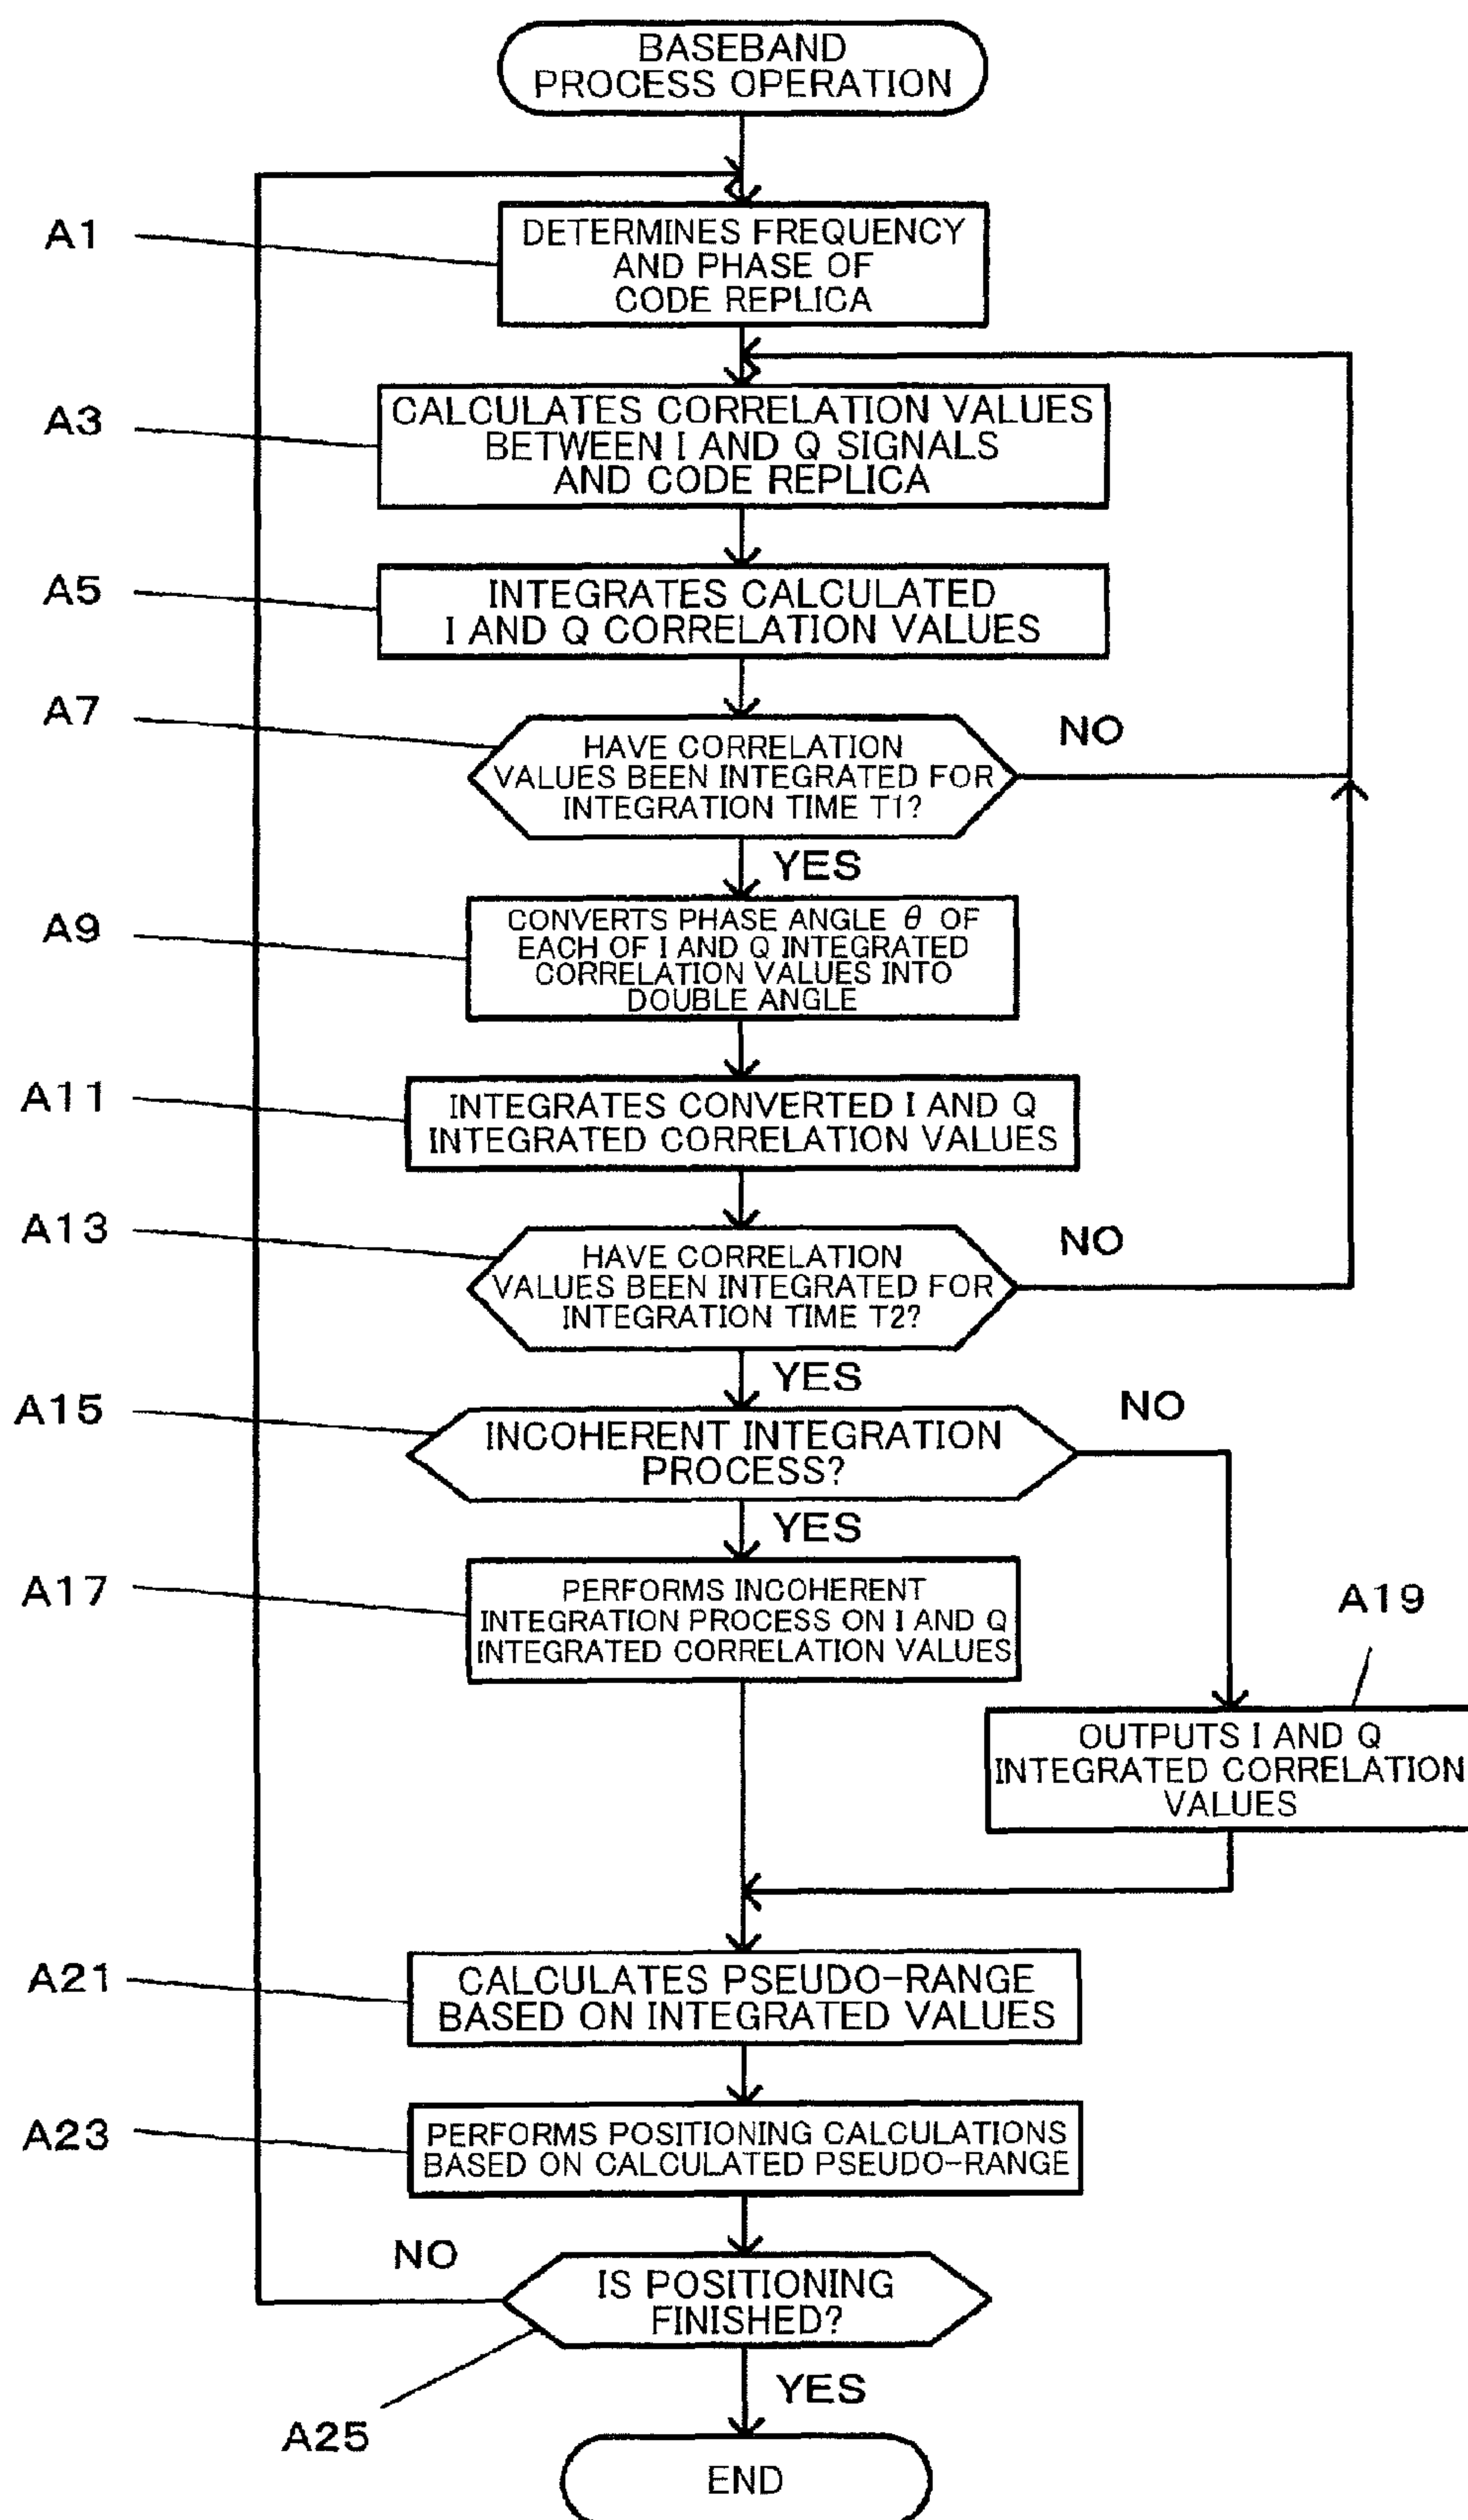 BASEBAND
PROCESS OPERATION
A1
DETERMINES FREQUENCY
AND PHASE OF
CODE REPLICA
A3
CALCULATES CORRELATION VALUES
BETWEEN I AND Q SIGNALS
AND CODE REPLICA
A5
INTEGRATES CALCULATED
I AND Q CORRELATION VALUES
A7
HAVE CORRELATION
VALUES BEEN INTEGRATED FOR
INTEGRATION TIME T1?
NO
YES
A9
CONVERTS PHASE ANGLE θ OF
EACH OF I AND Q INTEGRATED
CORRELATION VALUES INTO
DOUBLE ANGLE
A11
INTEGRATES CONVERTED I AND Q
INTEGRATED CORRELATION VALUES
A13
HAVE CORRELATION
VALUES BEEN INTEGRATED FOR
INTEGRATION TIME T2?
NO
YES
A15
INCOHERENT INTEGRATION
PROCESS?
NO
YES
A17
PERFORMS INCOHERENT
INTEGRATION PROCESS ON I AND Q
INTEGRATED CORRELATION VALUES
A19
OUTPUTS I AND Q
INTEGRATED CORRELATION
VALUES
A21
CALCULATES PSEUDO-RANGE
BASED ON INTEGRATED VALUES
A23
PERFORMS POSITIONING CALCULATIONS
BASED ON CALCULATED PSEUDO-RANGE
NO
IS POSITIONING
FINISHED?
A25
YES
END